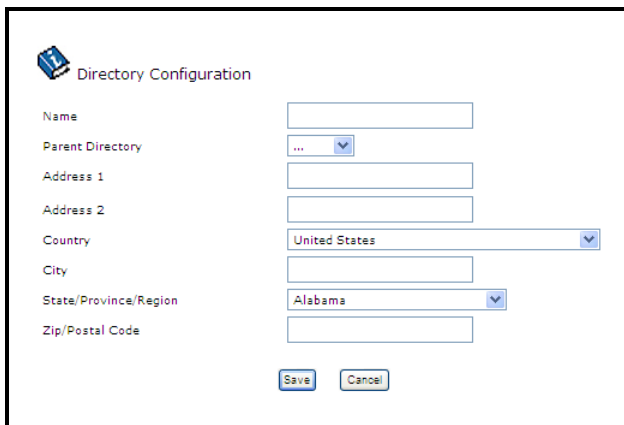 Directory Configuration
Name
Parent Directory ...
Address 1
Address 2
Country United States
City
State/Province/Region Alabama
Zip/Postal Code
Save Cancel